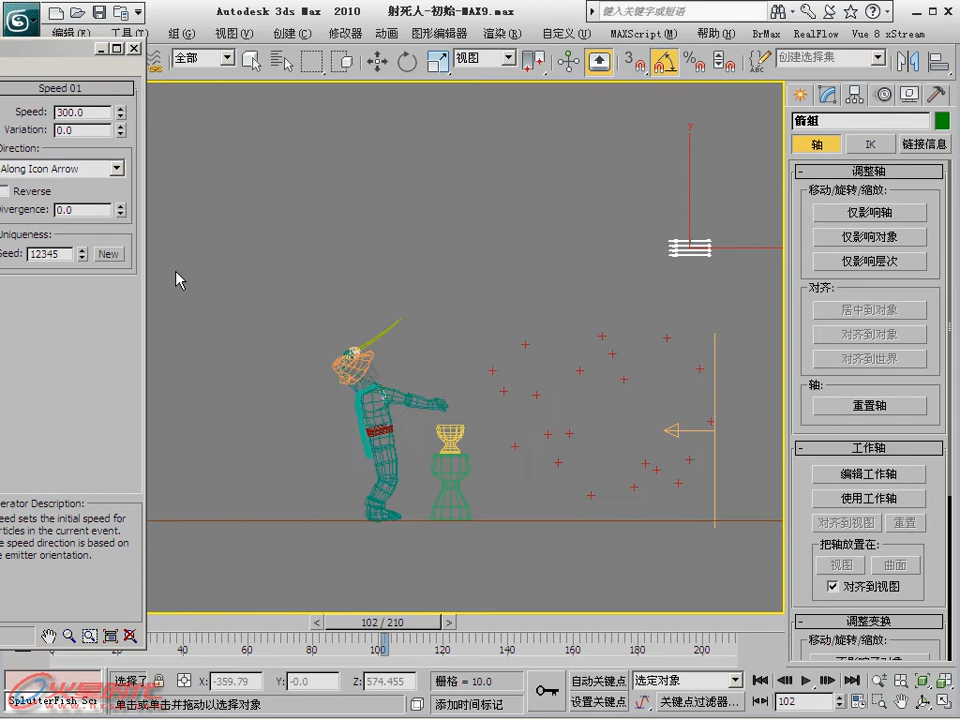 Autodesk 3ds Max 2010 射死人-初始-MAX9.max
键入关键字或短语
编辑(E) 工具(T) 组(G) 视图(V) 创建(C) 修改器 动画 图形编辑器 渲染(R) 自定义(U) MAXScript(M) 帮助(H) BrMax RealFlow Vue 8 xStream
全部 视图 3 创建选择集
Speed 01
Speed: 300.0
Variation: 0.0
Direction:
Along Icon Arrow
Reverse
Divergence: 0.0
Uniqueness:
Seed: 12345 New
erator Description:
eed sets the initial speed for
rticles in the current event.
e speed direction is based on
e emitter orientation.
y
箭组
轴 IK 链接信息
- 调整轴
移动/旋转/缩放:
仅影响轴
仅影响对象
仅影响层次
对齐:
居中到对象
对齐到对象
对齐到世界
轴:
重置轴
- 工作轴
编辑工作轴
使用工作轴
对齐到视图 重置
把轴放置在:
视图 曲面
对齐到视图
- 调整变换
移动/旋转/缩放:
< 102 / 210 >
0 20 40 60 80 100 120 140 160 180 200
选择了 X: -359.79 Y: -0.0 Z: 574.455 栅格 = 10.0 自动关键点 选定对象
SplutterFish Scr 单击或单击并拖动以选择对象 添加时间标记 设置关键点 关键点过滤器... 102
火星时代